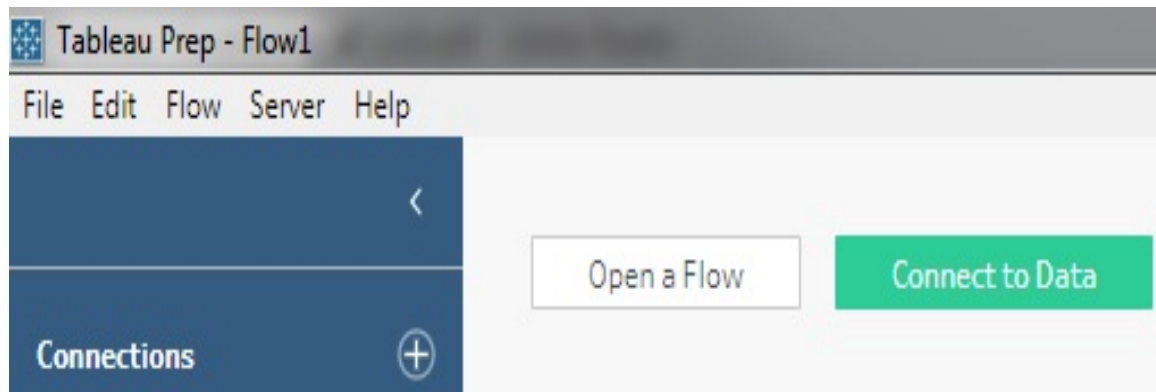 Tableau Prep - Flow1
File Edit Flow Server Help
Open a Flow Connect to Data
Connections